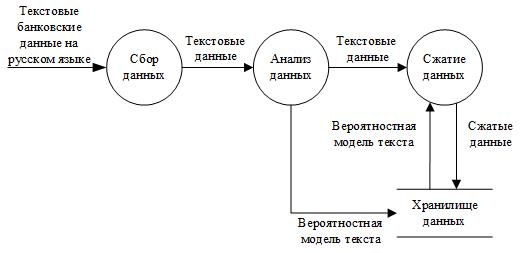 Текстовые
банковские
данные на
русском языке
Сбор
данных
Текстовые
данные
Анализ
данных
Текстовые
данные
Сжатие
данных
Вероятностная
модель текста
Сжатые
данные
Хранилище
данных
Вероятностная
модель текста